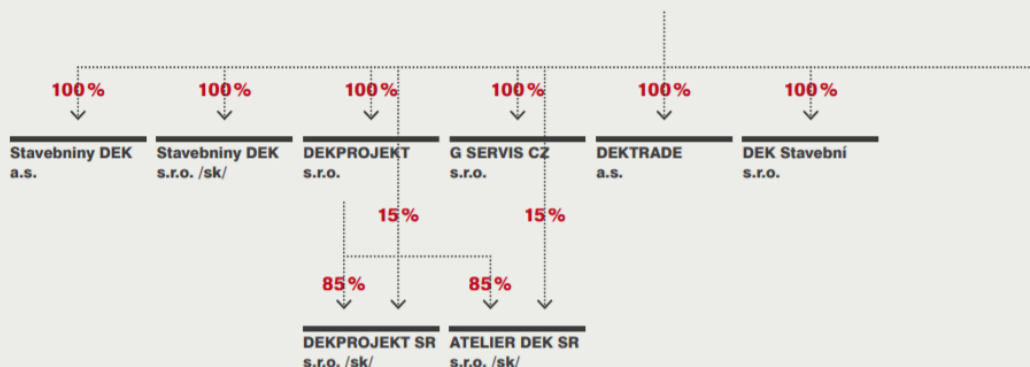 100 % 100 % 100 % 100 % 100 % 100 %
Stavebniny DEK Stavebniny DEK DEKPROJEKT G SERVIS CZ DEKTRADE DEK Stavební
a.s. s.r.o. /sk/ s.r.o. s.r.o. a.s. s.r.o.
15 % 15 %
85 % 85 %
DEKPROJEKT SR ATELIER DEK SR
s.r.o. /sk/ s.r.o. /sk/